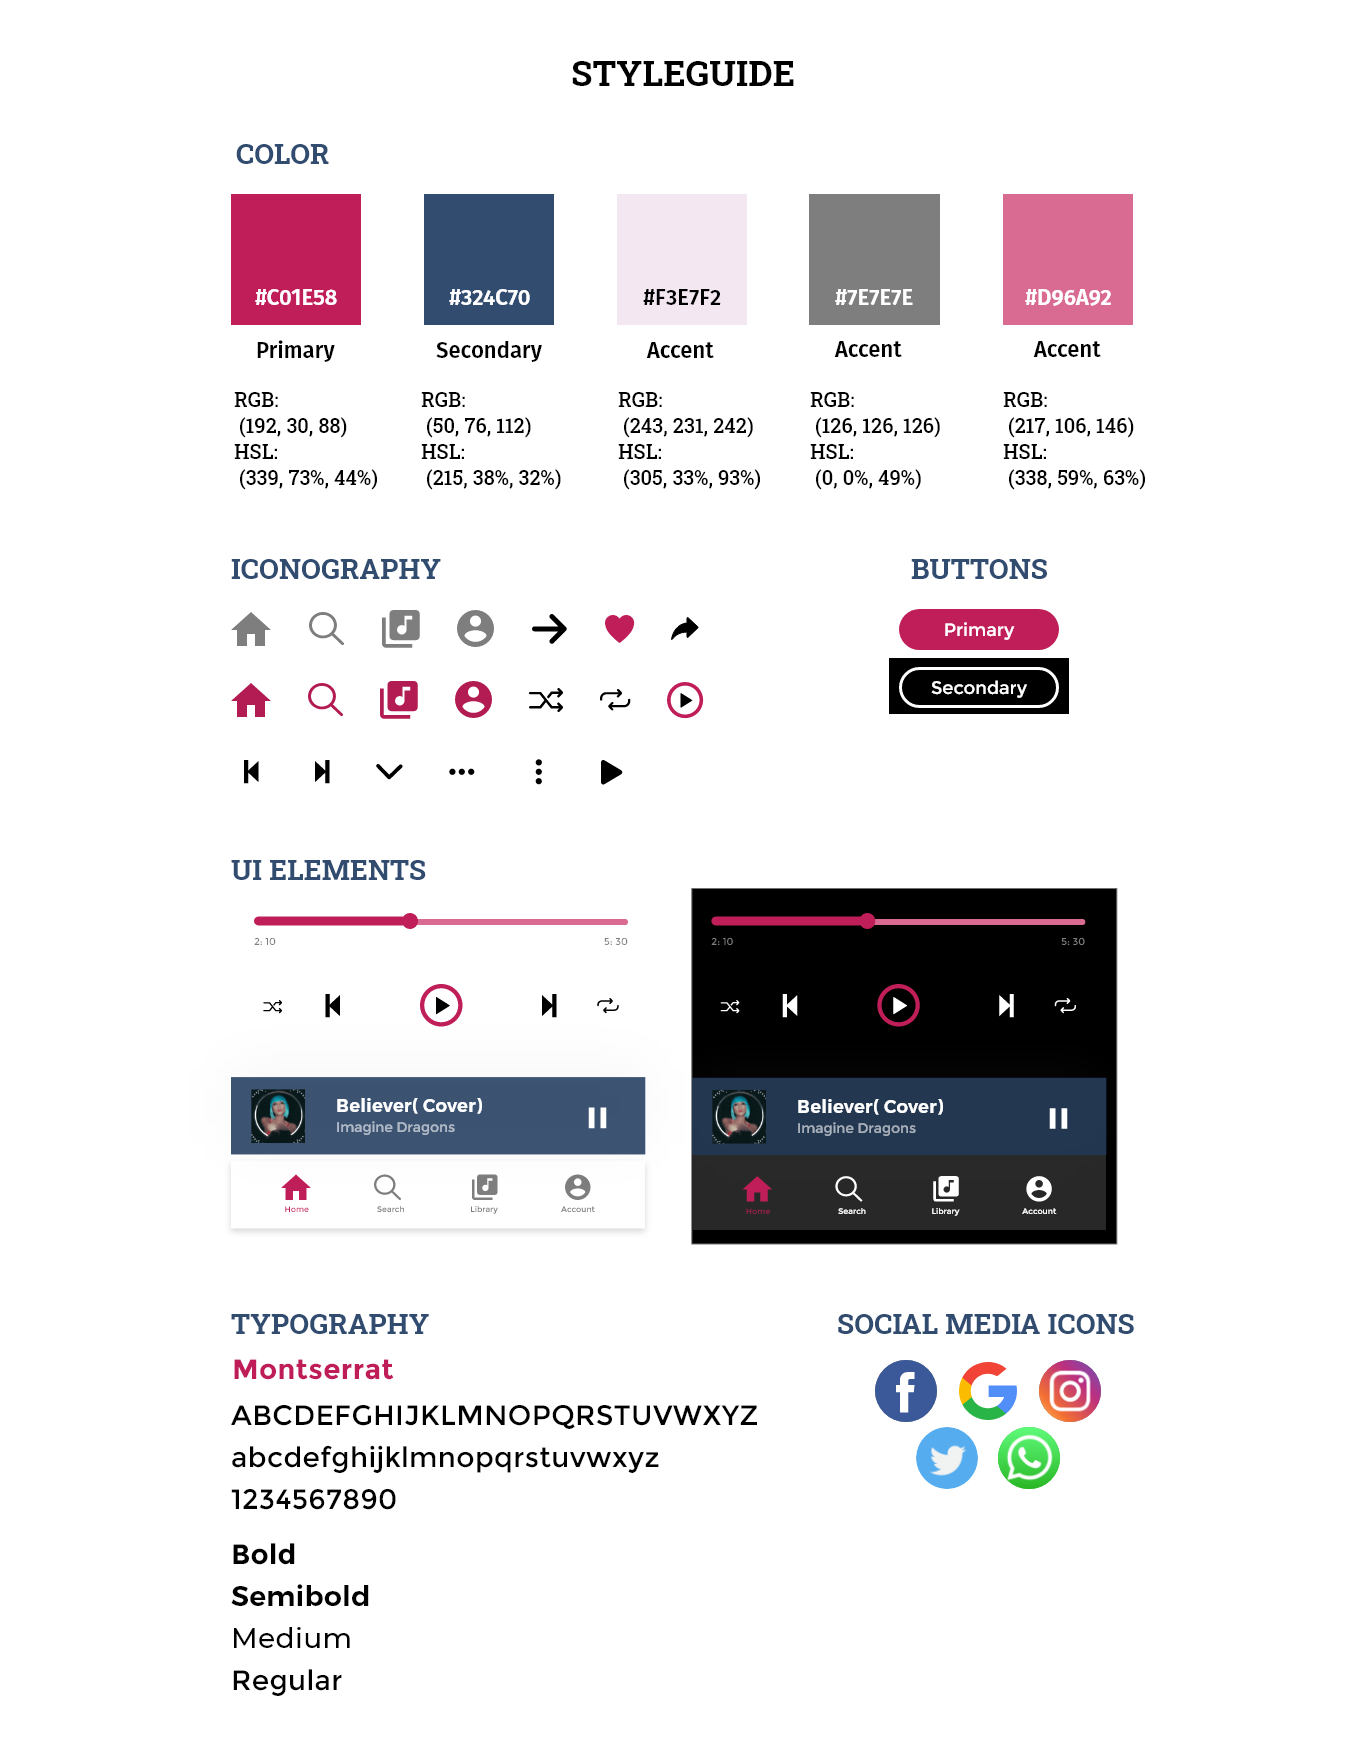 STYLEGUIDE
COLOR
#C01E58
#324C70
#F3E7F2
#7E7E7E
#D96A92
Primary
Secondary
Accent
Accent
Accent
RGB:
(192, 30, 88)
HSL:
(339, 73%, 44%)
RGB:
(50, 76, 112)
HSL:
(215, 38%, 32%)
RGB:
(243, 231, 242)
HSL:
(305, 33%, 93%)
RGB:
(126, 126, 126)
HSL:
(0, 0%, 49%)
RGB:
(217, 106, 146)
HSL:
(338, 59%, 63%)
ICONOGRAPHY
BUTTONS
Primary
Secondary
UI ELEMENTS
2: 10
5: 30
Believer( Cover)
Imagine Dragons
Home
Search
Library
Account
2: 10
5: 30
Believer( Cover)
Imagine Dragons
Home
Search
Library
Account
TYPOGRAPHY
Montserrat
ABCDEFGHIJKLMNOPQRSTUVWXYZ
abcdefghijklmnopqrstuvwxyz
1234567890
Bold
Semibold
Medium
Regular
SOCIAL MEDIA ICONS